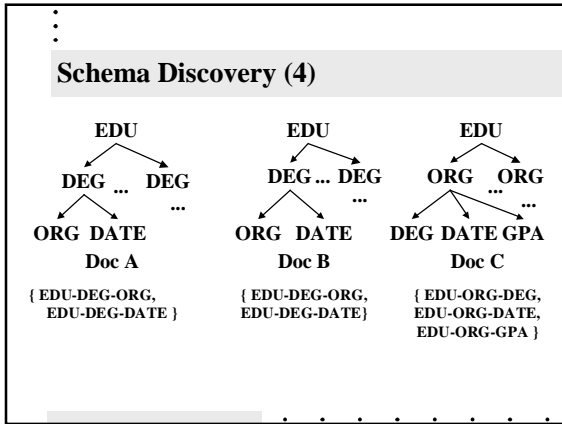 Schema Discovery (4)
EDU EDU EDU
DEG ... DEG DEG ... DEG ORG ... ORG
... ... ...
ORG DATE ORG DATE DEG DATE GPA
Doc A Doc B Doc C
{ EDU-DEG-ORG, { EDU-DEG-ORG, { EDU-ORG-DEG,
EDU-DEG-DATE } EDU-DEG-DATE} EDU-ORG-DATE,
EDU-ORG-GPA }